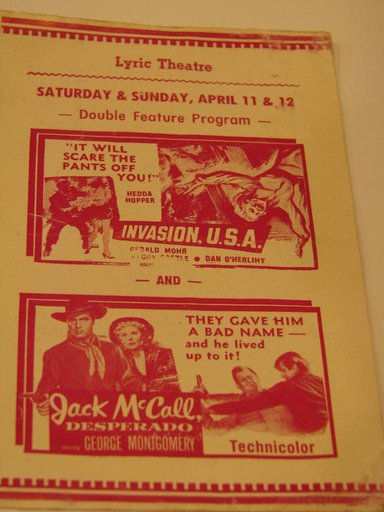 Lyric Theatre
SATURDAY & SUNDAY, APRIL 11 & 12
— Double Feature Program —
"IT WILL
SCARE THE
PANTS OFF
YOU!"
HEDDA
HOPPER
INVASION, U.S.A.
GERALD MOHR
PEGGY CASTLE • DAN O'HERLIHY
— AND —
THEY GAVE HIM
A BAD NAME —
and he lived
up to it!
Jack McCall,
DESPERADO
starring GEORGE MONTGOMERY
Technicolor